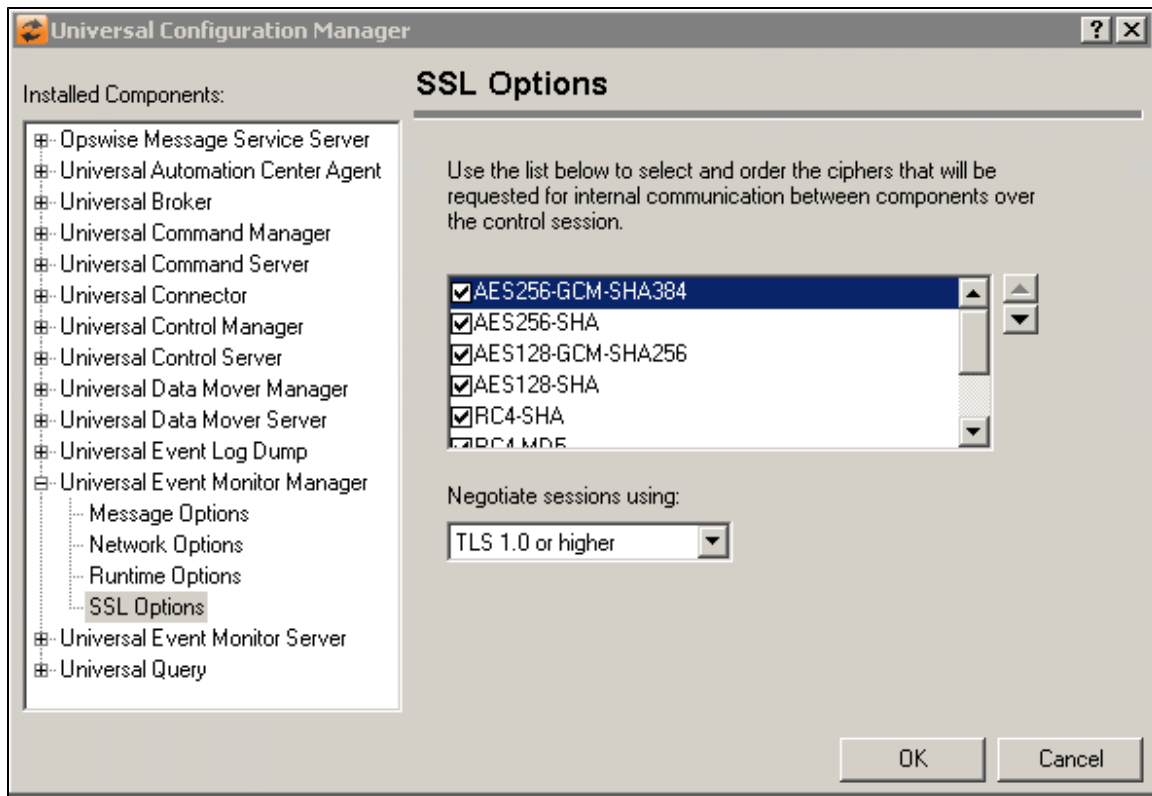 Universal Configuration Manager
Installed Components:
Opswise Message Service Server
Universal Automation Center Agent
Universal Broker
Universal Command Manager
Universal Command Server
Universal Connector
Universal Control Manager
Universal Control Server
Universal Data Mover Manager
Universal Data Mover Server
Universal Event Log Dump
Universal Event Monitor Manager
Message Options
Network Options
Runtime Options
SSL Options
Universal Event Monitor Server
Universal Query
SSL Options
Use the list below to select and order the ciphers that will be
requested for internal communication between components over
the control session.
AES256-GCM-SHA384
AES256-SHA
AES128-GCM-SHA256
AES128-SHA
RC4-SHA
RC4-MD5
Negotiate sessions using:
TLS 1.0 or higher
OK
Cancel